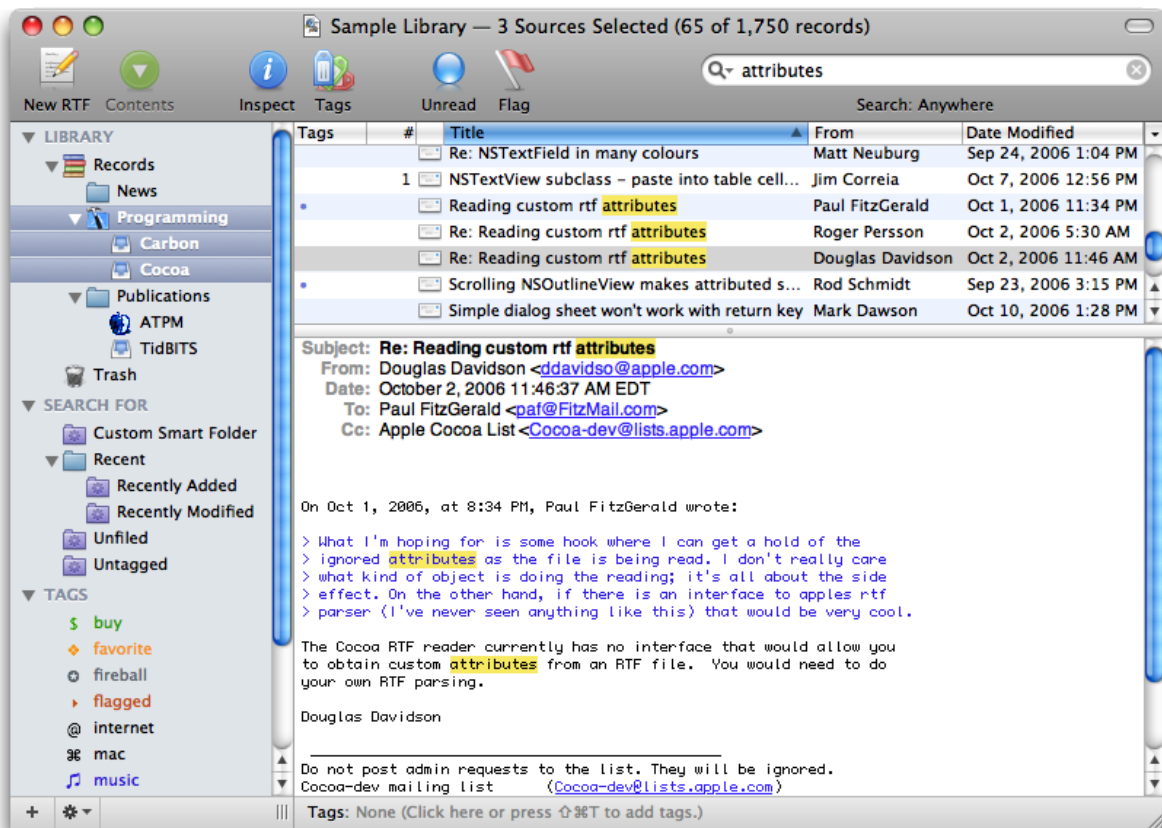 Sample Library — 3 Sources Selected (65 of 1,750 records)
attributes
New RTF Contents Inspect Tags Unread Flag Search: Anywhere
LIBRARY
Records
News
Programming
Carbon
Cocoa
Publications
ATPM
TidBITS
Trash
SEARCH FOR
Custom Smart Folder
Recent
Recently Added
Recently Modified
Unfiled
Untagged
TAGS
$ buy
favorite
fireball
flagged
@ internet
⌘ mac
♫ music
Tags # Title From Date Modified
Re: NSTextField in many colours Matt Neuburg Sep 24, 2006 1:04 PM
1 NSTextView subclass – paste into table cell... Jim Correia Oct 7, 2006 12:56 PM
Reading custom rtf attributes Paul FitzGerald Oct 1, 2006 11:34 PM
Re: Reading custom rtf attributes Roger Persson Oct 2, 2006 5:30 AM
Re: Reading custom rtf attributes Douglas Davidson Oct 2, 2006 11:46 AM
Scrolling NSOutlineView makes attributed s... Rod Schmidt Sep 23, 2006 3:15 PM
Simple dialog sheet won't work with return key Mark Dawson Oct 10, 2006 1:28 PM
Subject: Re: Reading custom rtf attributes
From: Douglas Davidson <ddavidso@apple.com>
Date: October 2, 2006 11:46:37 AM EDT
To: Paul FitzGerald <paf@FitzMail.com>
Cc: Apple Cocoa List <Cocoa-dev@lists.apple.com>
On Oct 1, 2006, at 8:34 PM, Paul FitzGerald wrote:
> What I'm hoping for is some hook where I can get a hold of the
> ignored attributes as the file is being read. I don't really care
> what kind of object is doing the reading; it's all about the side
> effect. On the other hand, if there is an interface to apples rtf
> parser (I've never seen anything like this) that would be very cool.
The Cocoa RTF reader currently has no interface that would allow you
to obtain custom attributes from an RTF file.  You would need to do
your own RTF parsing.
Douglas Davidson
Do not post admin requests to the list. They will be ignored.
Cocoa-dev mailing list (Cocoa-dev@lists.apple.com)
Tags: None (Click here or press ⇧⌘T to add tags.)